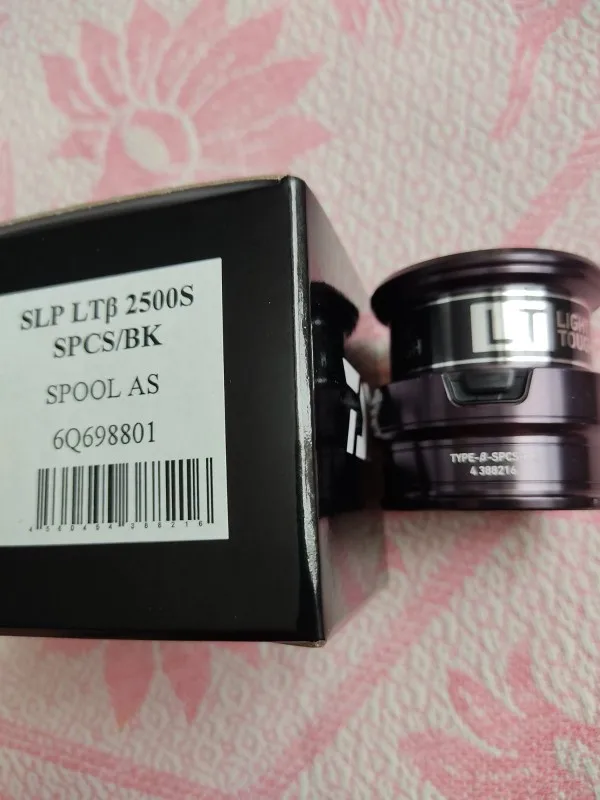 SLP LTβ 2500S
SPCS/BK
SPOOL AS
6Q698801
LT
LIGHT
TOUGH
TYPE-β-SPCS
4 388216